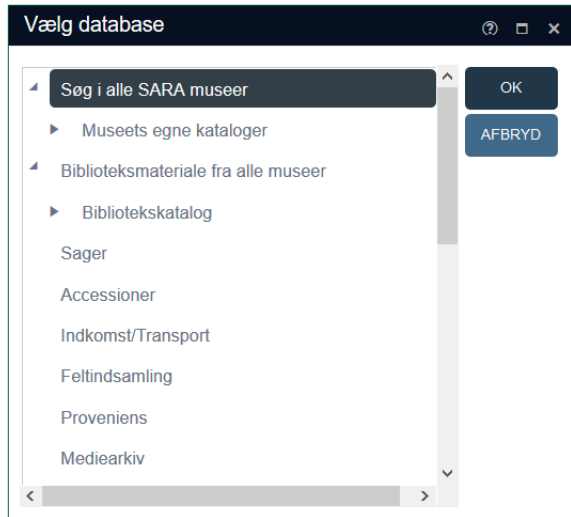 Vælg database
Søg i alle SARA museer
OK
Museets egne kataloger
AFBRYD
Biblioteksmateriale fra alle museer
Bibliotekskatalog
Sager
Accessioner
Indkomst/Transport
Feltindsamling
Proveniens
Mediearkiv